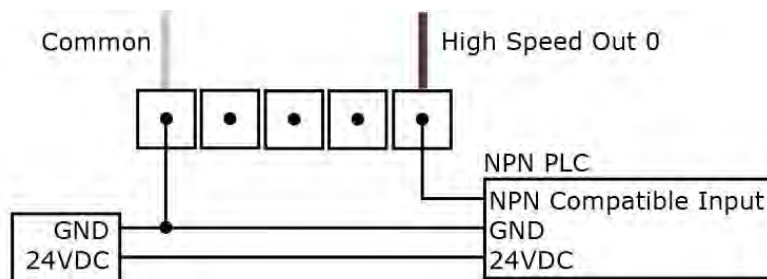 Common
High Speed Out 0
NPN PLC
NPN Compatible Input
GND
GND
24VDC
24VDC